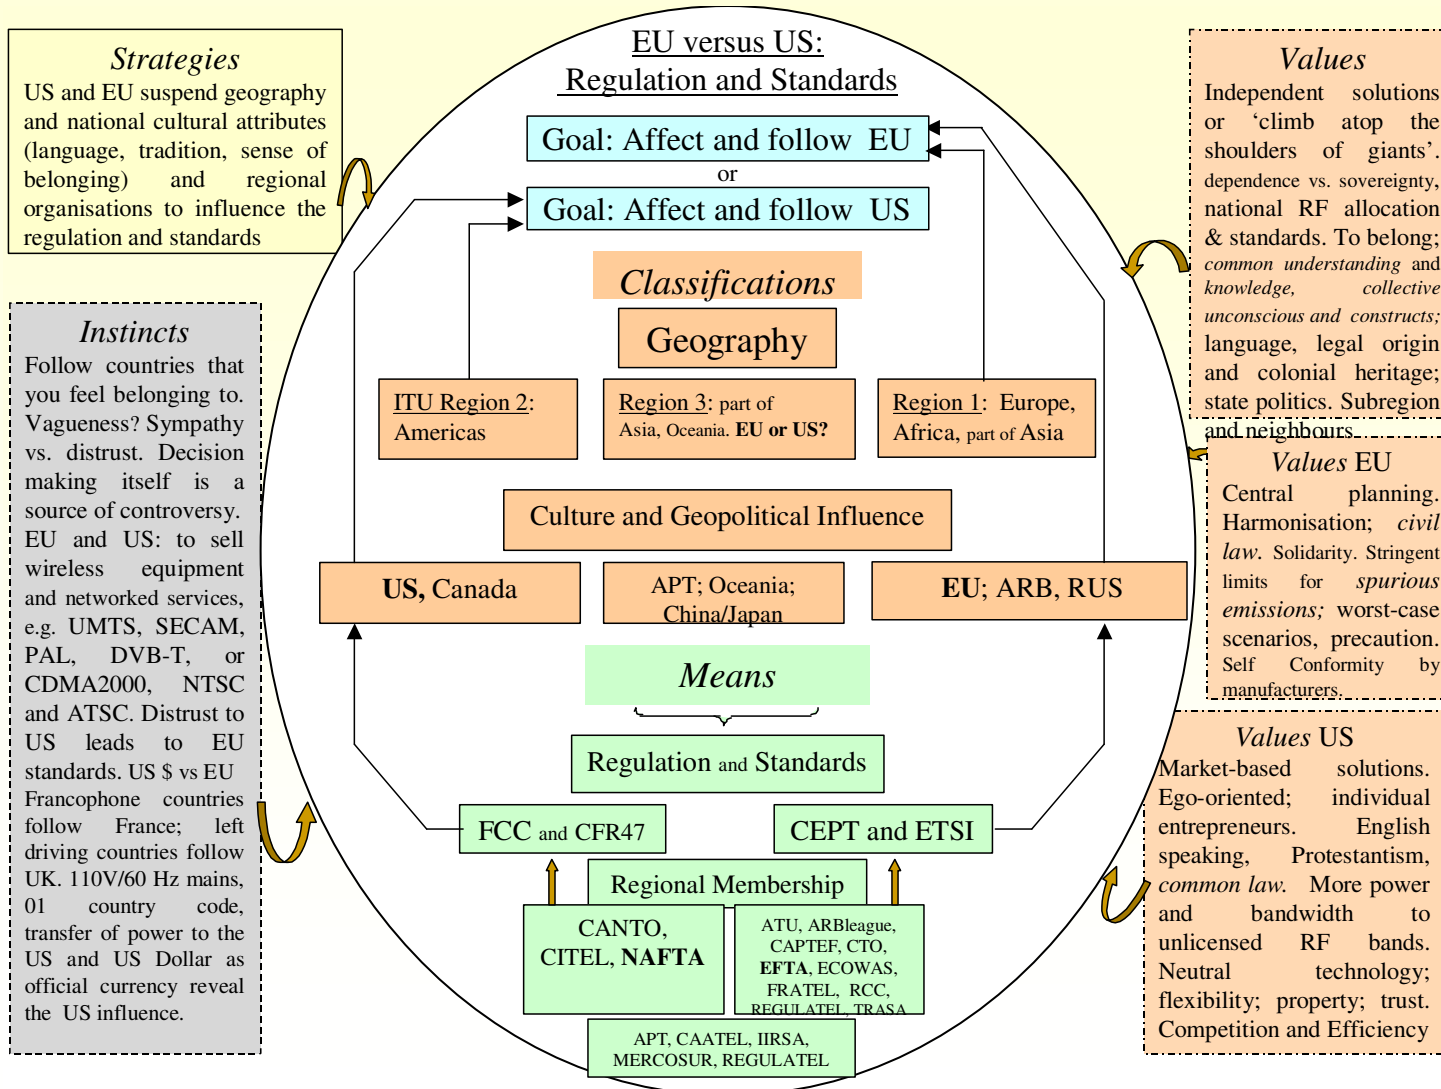 EU versus US:
Regulation and Standards
Strategies
US and EU suspend geography
and national cultural attributes
(language, tradition, sense of
belonging) and regional
organisations to influence the
regulation and standards
Instincts
Follow countries that
you feel belonging to.
Vagueness? Sympathy
vs. distrust. Decision
making itself is a
source of controversy.
EU and US: to sell
wireless equipment
and networked services,
e.g. UMTS, SECAM,
PAL, DVB-T, or
CDMA2000, NTSC
and ATSC. Distrust to
US leads to EU
standards. US $ vs EU
Francophone countries
follow France; left
driving countries follow
UK. 110V/60 Hz mains,
01 country code,
transfer of power to the
US and US Dollar as
official currency reveal
the US influence.
Goal: Affect and follow EU
or
Goal: Affect and follow US
Classifications
Geography
ITU Region 2:
Americas
Region 3: part of
Asia, Oceania. EU or US?
Region 1: Europe,
Africa, part of Asia
Culture and Geopolitical Influence
US, Canada
APT; Oceania;
China/Japan
EU; ARB, RUS
Means
Regulation and Standards
FCC and CFR47
CEPT and ETSI
Regional Membership
CANTO,
CITEL, NAFTA
ATU, ARBleague,
CAPTEF, CTO,
EFTA, ECOWAS,
FRATEL, RCC,
REGULATEL, TRASA
APT, CAATEL, IIRSA,
MERCOSUR, REGULATEL
Values
Independent solutions
or ‘climb atop the
shoulders of giants’.
dependence vs. sovereignty,
national RF allocation
& standards. To belong;
common understanding and
knowledge, collective
unconscious and constructs;
language, legal origin
and colonial heritage;
state politics. Subregion
and neighbours
Values EU
Central planning.
Harmonisation; civil
law. Solidarity. Stringent
limits for spurious
emissions; worst-case
scenarios, precaution.
Self Conformity by
manufacturers.
Values US
Market-based solutions.
Ego-oriented; individual
entrepreneurs. English
speaking, Protestantism,
common law. More power
and bandwidth to
unlicensed RF bands.
Neutral technology;
flexibility; property; trust.
Competition and Efficiency